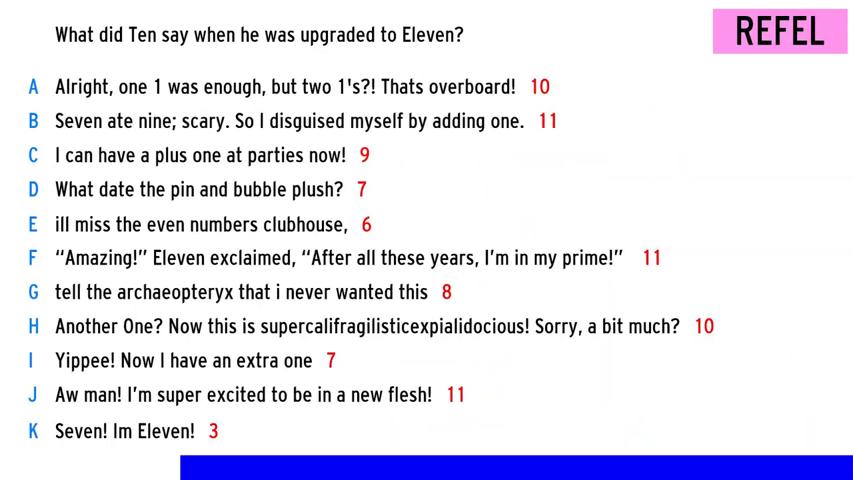 REFEL
What did Ten say when he was upgraded to Eleven?
A Alright, one 1 was enough, but two 1's?! Thats overboard! 10
B Seven ate nine; scary. So I disguised myself by adding one. 11
C I can have a plus one at parties now! 9
D What date the pin and bubble plush? 7
E ill miss the even numbers clubhouse, 6
F “Amazing!” Eleven exclaimed, “After all these years, I’m in my prime!” 11
G tell the archaeopteryx that i never wanted this 8
H Another One? Now this is supercalifragilisticexpialidocious! Sorry, a bit much? 10
I Yippee! Now I have an extra one 7
J Aw man! I’m super excited to be in a new flesh! 11
K Seven! Im Eleven! 3